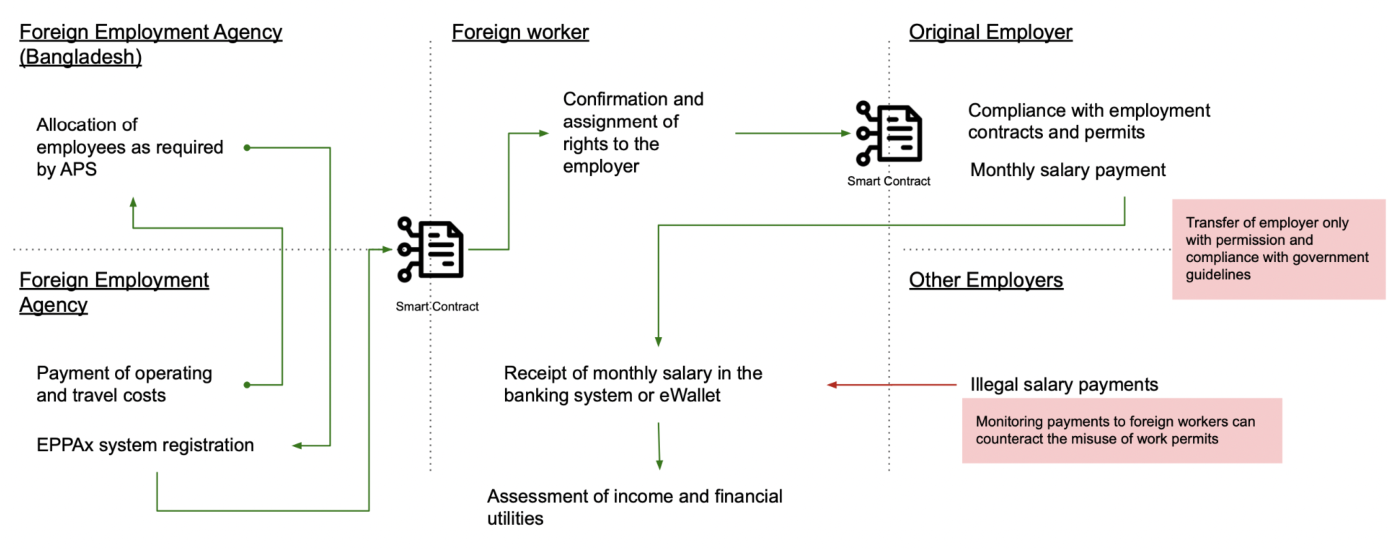 Foreign Employment Agency
(Bangladesh)
Allocation of
employees as required
by APS
Foreign Employment
Agency
Payment of operating
and travel costs
EPPAx system registration
Smart Contract
Foreign worker
Confirmation and
assignment of
rights to the
employer
Receipt of monthly salary in the
banking system or eWallet
Assessment of income and financial
utilities
Smart Contract
Original Employer
Compliance with employment
contracts and permits
Monthly salary payment
Transfer of employer only
with permission and
compliance with government
guidelines
Other Employers
Illegal salary payments
Monitoring payments to foreign workers can
counteract the misuse of work permits